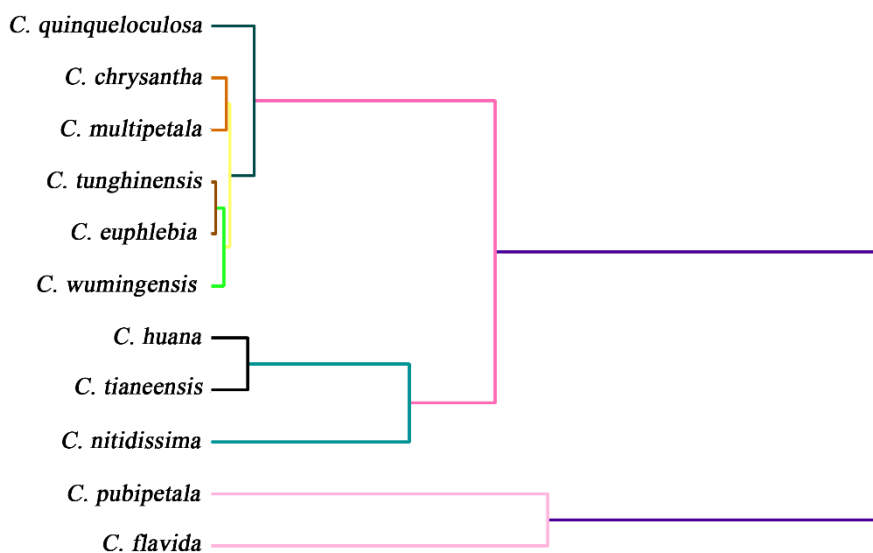 C. quinqueloculosa
C. chrysantha
C. multipetala
C. tunghinensis
C. euphlebia
C. wumingensis
C. huana
C. tianeensis
C. nitidissima
C. pubipetala
C. flavida